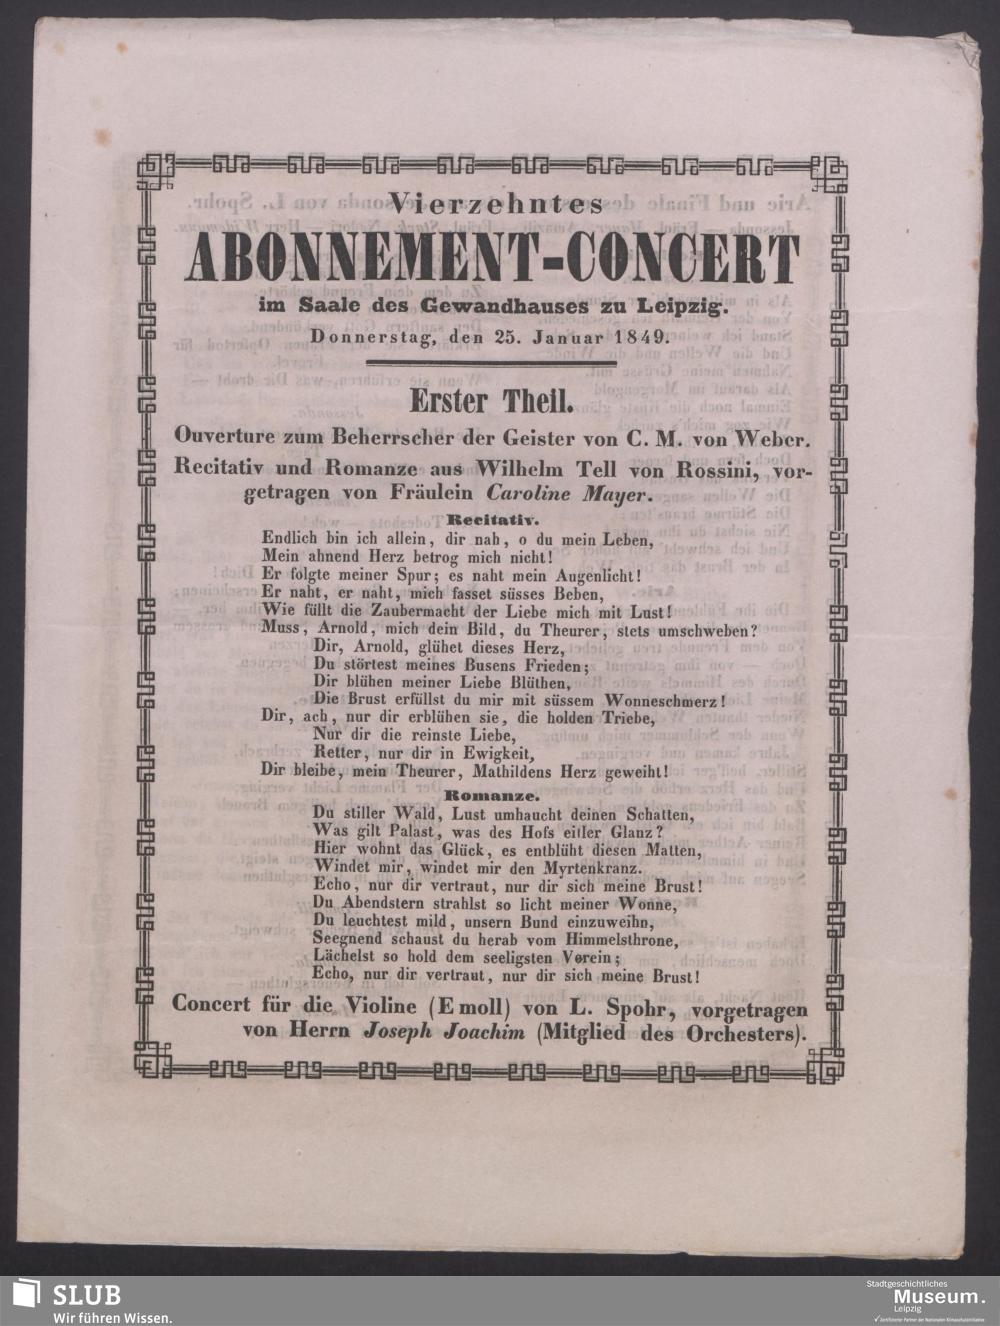 Vierzehntes
ABONNEMENT-CONCERT
im Saale des Gewandhauses zu Leipzig.
Donnerstag, den 25. Januar 1849.
Erster Theil.
Ouverture zum Beherrscher der Geister von C. M. von Weber.
Recitativ und Romanze aus Wilhelm Tell von Rossini, vor-
getragen von Fräulein Caroline Mayer.
Recitativ.
Endlich bin ich allein, dir nah, o du mein Leben,
Mein ahnend Herz betrog mich nicht!
Er folgte meiner Spur; es naht mein Augenlicht!
Er naht, er naht, mich fasset süsses Beben,
Wie füllt die Zaubermacht der Liebe mich mit Lust!
Muss, Arnold, mich dein Bild, du Theurer, stets umschweben?
Dir, Arnold, glühet dieses Herz,
Du störtest meines Busens Frieden;
Dir blühen meiner Liebe Blüthen,
Die Brust erfüllst du mir mit süssem Wonneschmerz!
Dir, ach, nur dir erblühen sie, die holden Triebe,
Nur dir die reinste Liebe,
Retter, nur dir in Ewigkeit,
Dir bleibe, mein Theurer, Mathildens Herz geweiht!
Romanze.
Du stiller Wald, Lust umhaucht deinen Schatten,
Was gilt Palast, was des Hofs eitler Glanz?
Hier wohnt das Glück, es entblüht diesen Matten,
Windet mir, windet mir den Myrtenkranz.
Echo, nur dir vertraut, nur dir sich meine Brust!
Du Abendstern strahlst so licht meiner Wonne,
Du leuchtest mild, unsern Bund einzuweihn,
Seegnend schaust du herab vom Himmelsthrone,
Lächelst so hold dem seeligsten Verein;
Echo, nur dir vertraut, nur dir sich meine Brust!
Concert für die Violine (E moll) von L. Spohr, vorgetragen
von Herrn Joseph Joachim (Mitglied des Orchesters).
SLUB
Wir führen Wissen.
Stadtgeschichtliches
Museum.
Leipzig
Zertifizierter Partner der Nationalen Klimaschutzinitiative